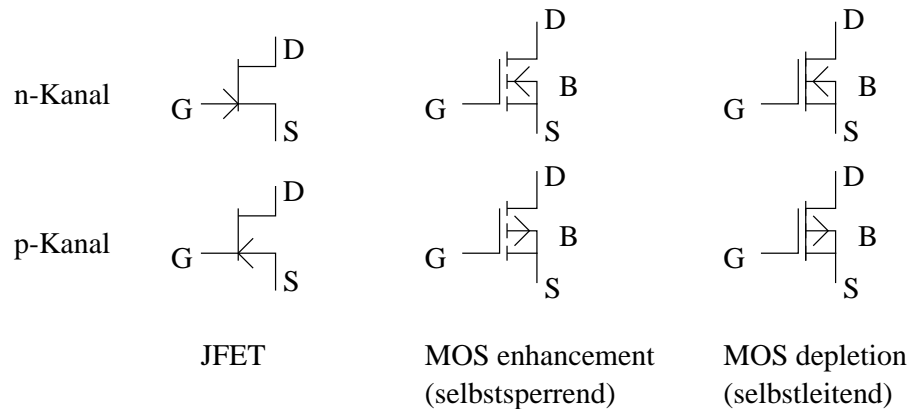 D D D
n-Kanal B B
G G G
S S S
D D D
p-Kanal B B
G G G
S S S
JFET MOS enhancement MOS depletion
(selbstsperrend) (selbstleitend)